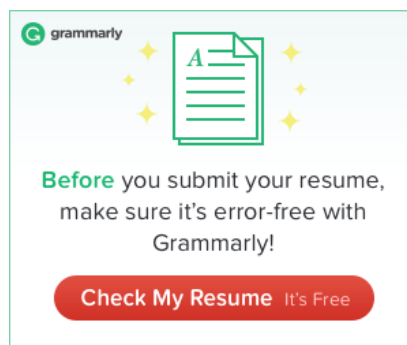 grammarly
A
Before you submit your resume,
make sure it's error-free with
Grammarly!
Check My Resume It's Free